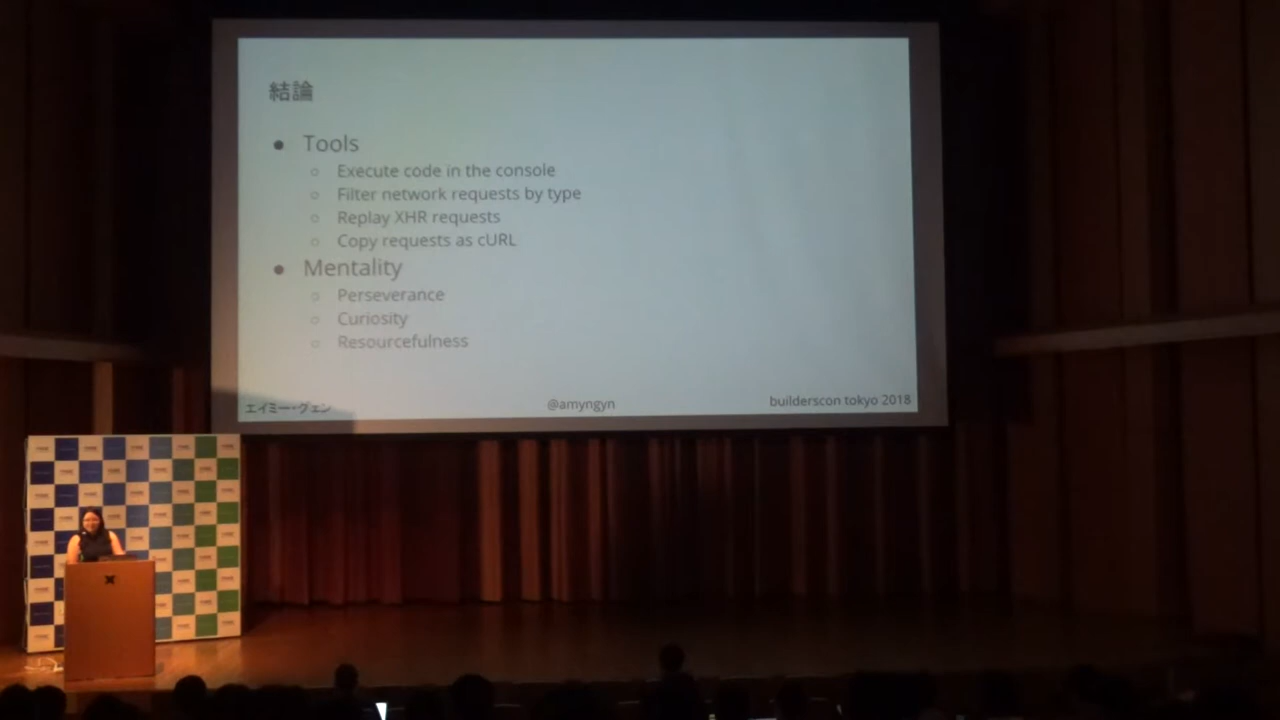 結論
Tools
Execute code in the console
Filter network requests by type
Replay XHR requests
Copy requests as cURL
Mentality
Perseverance
Curiosity
Resourcefulness
エイミー・グェン
@amyngyn
builderscon tokyo 2018